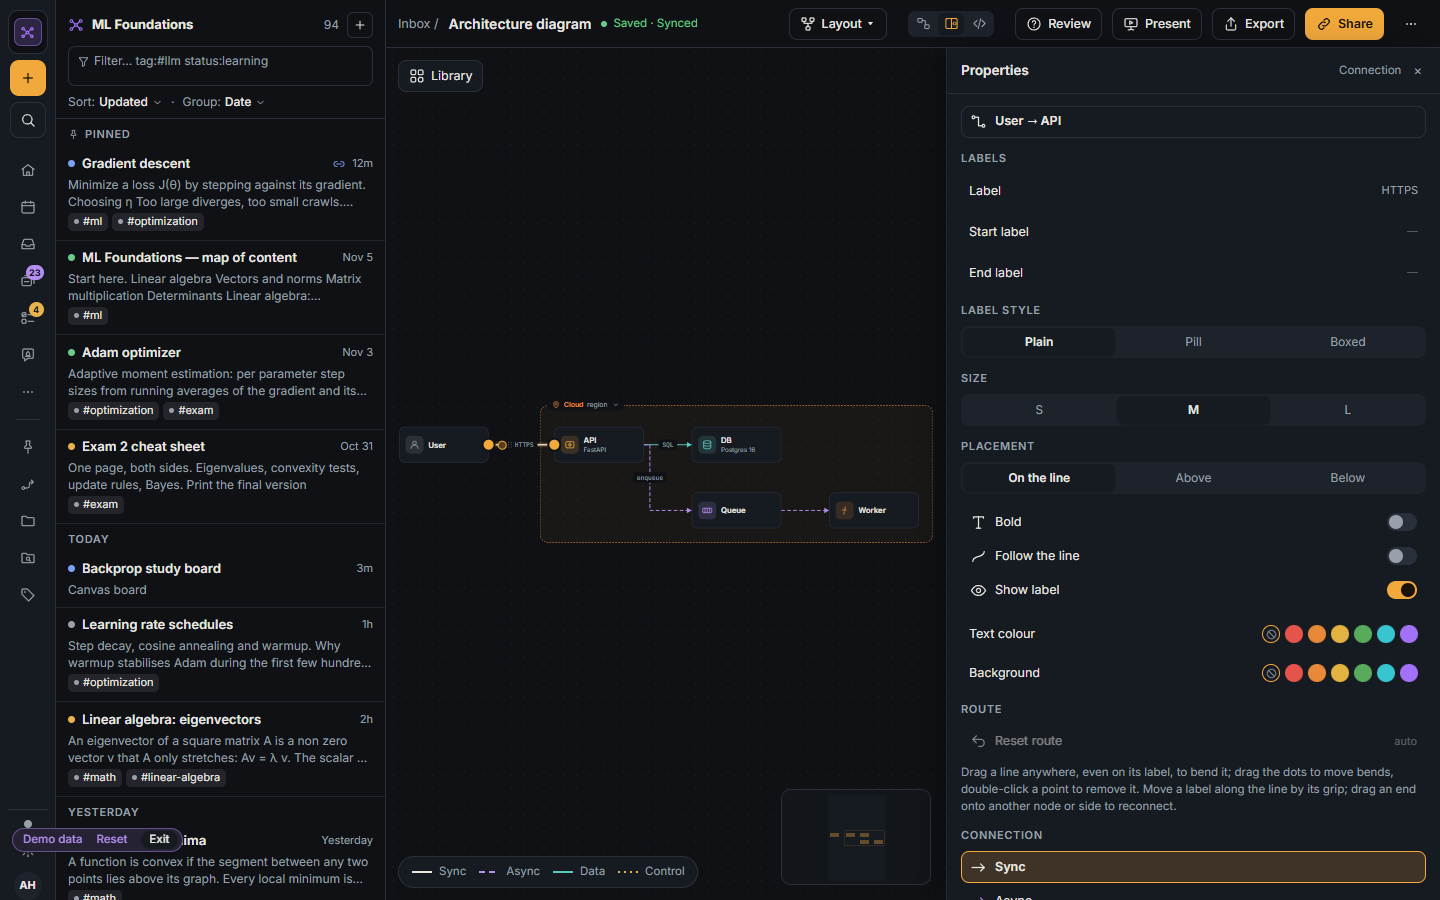 ML Foundations 94
Filter... tag:#llm status:learning
Sort: Updated · Group: Date
PINNED
Gradient descent 12m
Minimize a loss J(θ) by stepping against its gradient.
Choosing η Too large diverges, too small crawls....
#ml #optimization
ML Foundations — map of content Nov 5
Start here. Linear algebra Vectors and norms Matrix
multiplication Determinants Linear algebra:...
#ml
Adam optimizer Nov 3
Adaptive moment estimation: per parameter step
sizes from running averages of the gradient and its...
#optimization #exam
Exam 2 cheat sheet Oct 31
One page, both sides. Eigenvalues, convexity tests,
update rules, Bayes. Print the final version
#exam
TODAY
Backprop study board 3m
Canvas board
Learning rate schedules 1h
Step decay, cosine annealing and warmup. Why
warmup stabilises Adam during the first few hundre...
#optimization
Linear algebra: eigenvectors 2h
An eigenvector of a square matrix A is a non zero
vector v that A only stretches: Av = λ v. The scalar ...
#math #linear-algebra
YESTERDAY
ima Yesterday
A function is convex if the segment between any two
points lies above its graph. Every local minimum is...
#math
23
4
Demo data Reset Exit
AH
Inbox / Architecture diagram Saved · Synced
Layout
Review
Present
Export
Share
Library
Cloud region
User
HTTPS
API
FastAPI
SQL
DB
Postgres 16
enqueue
Queue
Worker
Sync Async Data Control
Properties Connection ×
User → API
LABELS
Label HTTPS
Start label —
End label —
LABEL STYLE
Plain Pill Boxed
SIZE
S M L
PLACEMENT
On the line Above Below
Bold
Follow the line
Show label
Text colour
Background
ROUTE
Reset route auto
Drag a line anywhere, even on its label, to bend it; drag the dots to move bends,
double-click a point to remove it. Move a label along the line by its grip; drag an end
onto another node or side to reconnect.
CONNECTION
Sync
Async